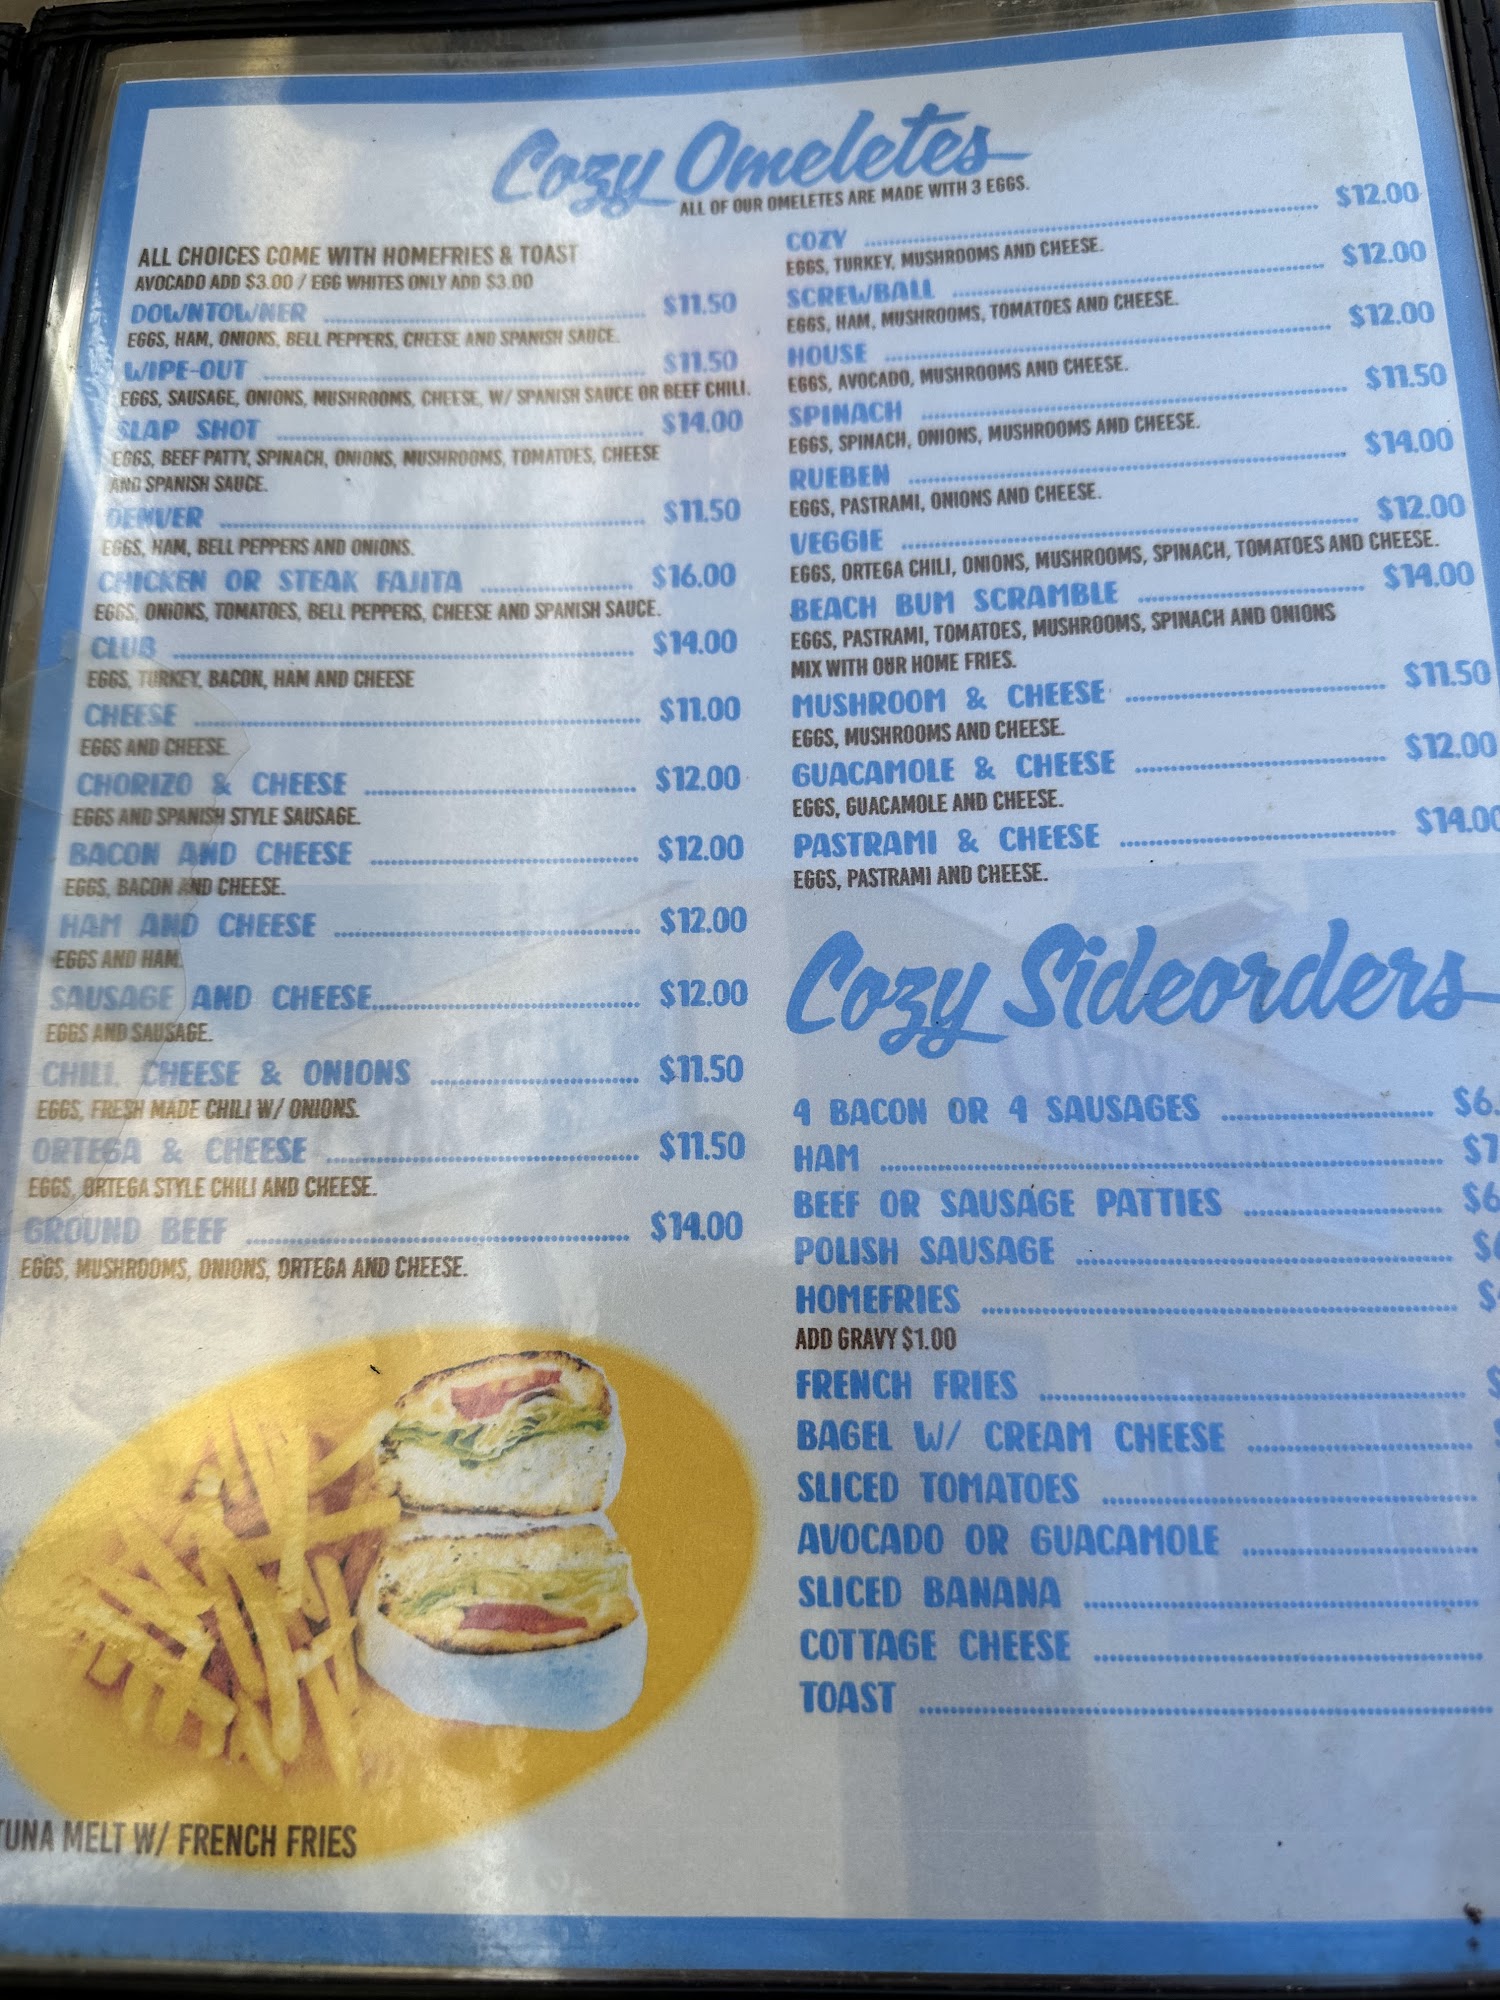 Cozy Omeletes
ALL OF OUR OMELETES ARE MADE WITH 3 EGGS.
ALL CHOICES COME WITH HOMEFRIES & TOAST
AVOCADO ADD $3.00 / EGG WHITES ONLY ADD $3.00
DOWNTOWNER $11.50
EGGS, HAM, ONIONS, BELL PEPPERS, CHEESE AND SPANISH SAUCE.
WIPE-OUT $11.50
EGGS, SAUSAGE, ONIONS, MUSHROOMS, CHEESE, W/ SPANISH SAUCE OR BEEF CHILI.
SLAP SHOT $14.00
EGGS, BEEF PATTY, SPINACH, ONIONS, MUSHROOMS, TOMATOES, CHEESE
AND SPANISH SAUCE.
DENVER $11.50
EGGS, HAM, BELL PEPPERS AND ONIONS.
CHICKEN OR STEAK FAJITA $16.00
EGGS, ONIONS, TOMATOES, BELL PEPPERS, CHEESE AND SPANISH SAUCE.
CLUB $14.00
EGGS, TURKEY, BACON, HAM AND CHEESE
CHEESE $11.00
EGGS AND CHEESE.
CHORIZO & CHEESE $12.00
EGGS AND SPANISH STYLE SAUSAGE.
BACON AND CHEESE $12.00
EGGS, BACON AND CHEESE.
HAM AND CHEESE $12.00
EGGS AND HAM.
SAUSAGE AND CHEESE $12.00
EGGS AND SAUSAGE.
CHILI, CHEESE & ONIONS $11.50
EGGS, FRESH MADE CHILI W/ ONIONS.
ORTEGA & CHEESE $11.50
EGGS, ORTEGA STYLE CHILI AND CHEESE.
GROUND BEEF $14.00
EGGS, MUSHROOMS, ONIONS, ORTEGA AND CHEESE.
TUNA MELT W/ FRENCH FRIES
COZY $12.00
EGGS, TURKEY, MUSHROOMS AND CHEESE.
SCREWBALL $12.00
EGGS, HAM, MUSHROOMS, TOMATOES AND CHEESE.
HOUSE $12.00
EGGS, AVOCADO, MUSHROOMS AND CHEESE.
SPINACH $11.50
EGGS, SPINACH, ONIONS, MUSHROOMS AND CHEESE.
RUEBEN $14.00
EGGS, PASTRAMI, ONIONS AND CHEESE.
VEGGIE $12.00
EGGS, ORTEGA CHILI, ONIONS, MUSHROOMS, SPINACH, TOMATOES AND CHEESE.
BEACH BUM SCRAMBLE $14.00
EGGS, PASTRAMI, TOMATOES, MUSHROOMS, SPINACH AND ONIONS
MIX WITH OUR HOME FRIES.
MUSHROOM & CHEESE $11.50
EGGS, MUSHROOMS AND CHEESE.
GUACAMOLE & CHEESE $12.00
EGGS, GUACAMOLE AND CHEESE.
PASTRAMI & CHEESE $14.00
EGGS, PASTRAMI AND CHEESE.
Cozy Sideorders
4 BACON OR 4 SAUSAGES $6.
HAM $7
BEEF OR SAUSAGE PATTIES $6
POLISH SAUSAGE
HOMEFRIES
ADD GRAVY $1.00
FRENCH FRIES
BAGEL W/ CREAM CHEESE
SLICED TOMATOES
AVOCADO OR GUACAMOLE
SLICED BANANA
COTTAGE CHEESE
TOAST